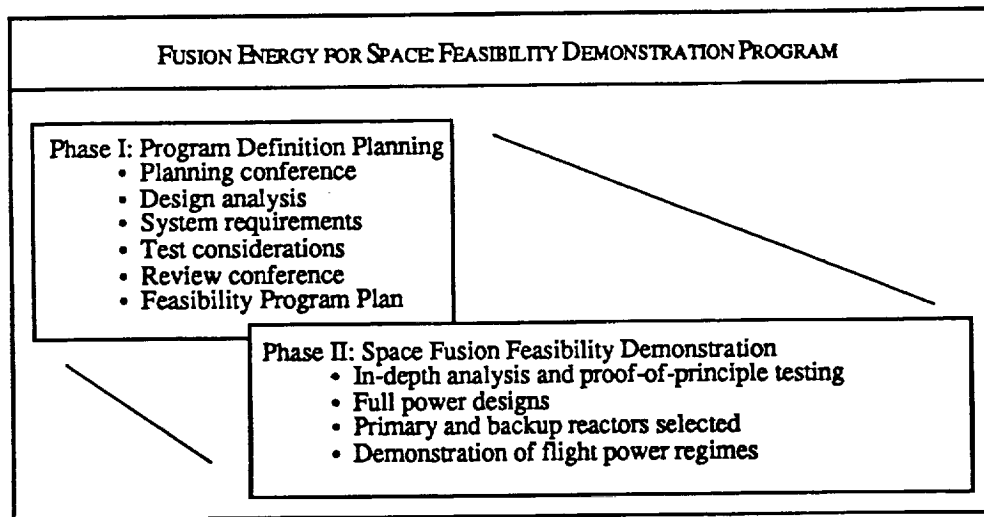 FUSION ENERGY FOR SPACE: FEASIBILITY DEMONSTRATION PROGRAM
Phase I: Program Definition Planning
• Planning conference
• Design analysis
• System requirements
• Test considerations
• Review conference
• Feasibility Program Plan
Phase II: Space Fusion Feasibility Demonstration
• In-depth analysis and proof-of-principle testing
• Full power designs
• Primary and backup reactors selected
• Demonstration of flight power regimes